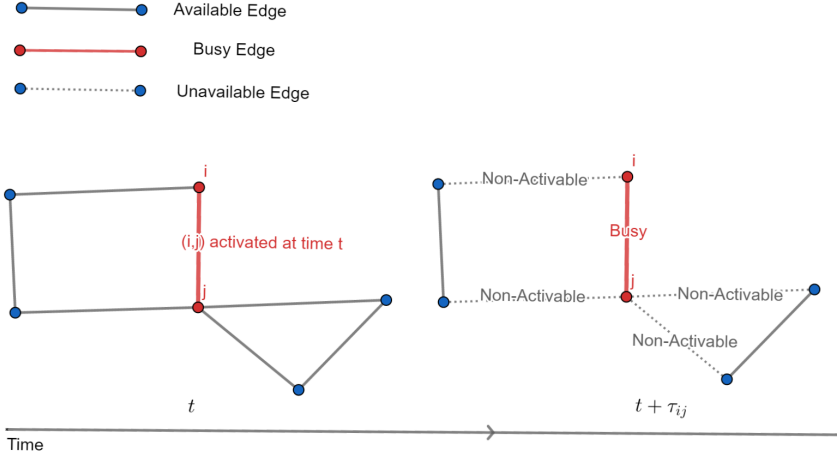 Available Edge
Busy Edge
Unavailable Edge
i
(i,j) activated at time t
j
i
Non-Activable
Busy
j
Non-Activable
Non-Activable
Non-Activable
t
t + τij
Time